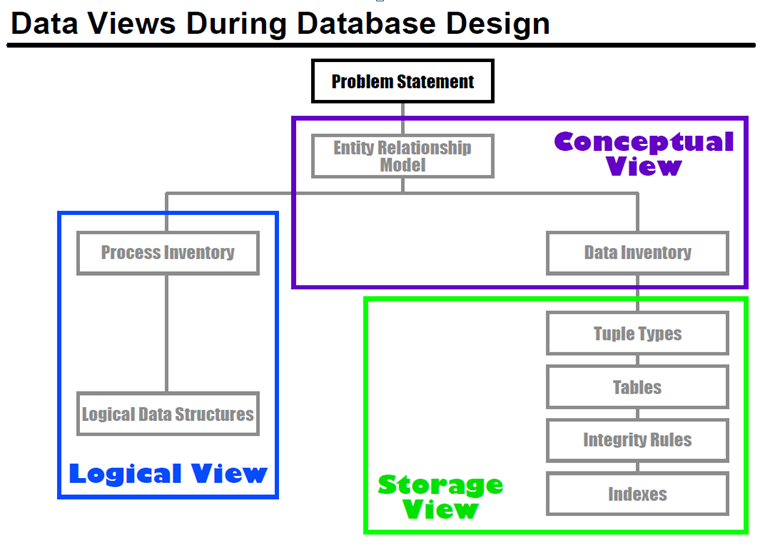 Data Views During Database Design
Problem Statement
Entity Relationship
Model
Conceptual
View
Process Inventory
Data Inventory
Tuple Types
Tables
Logical Data Structures
Integrity Rules
Logical View
Storage
View
Indexes